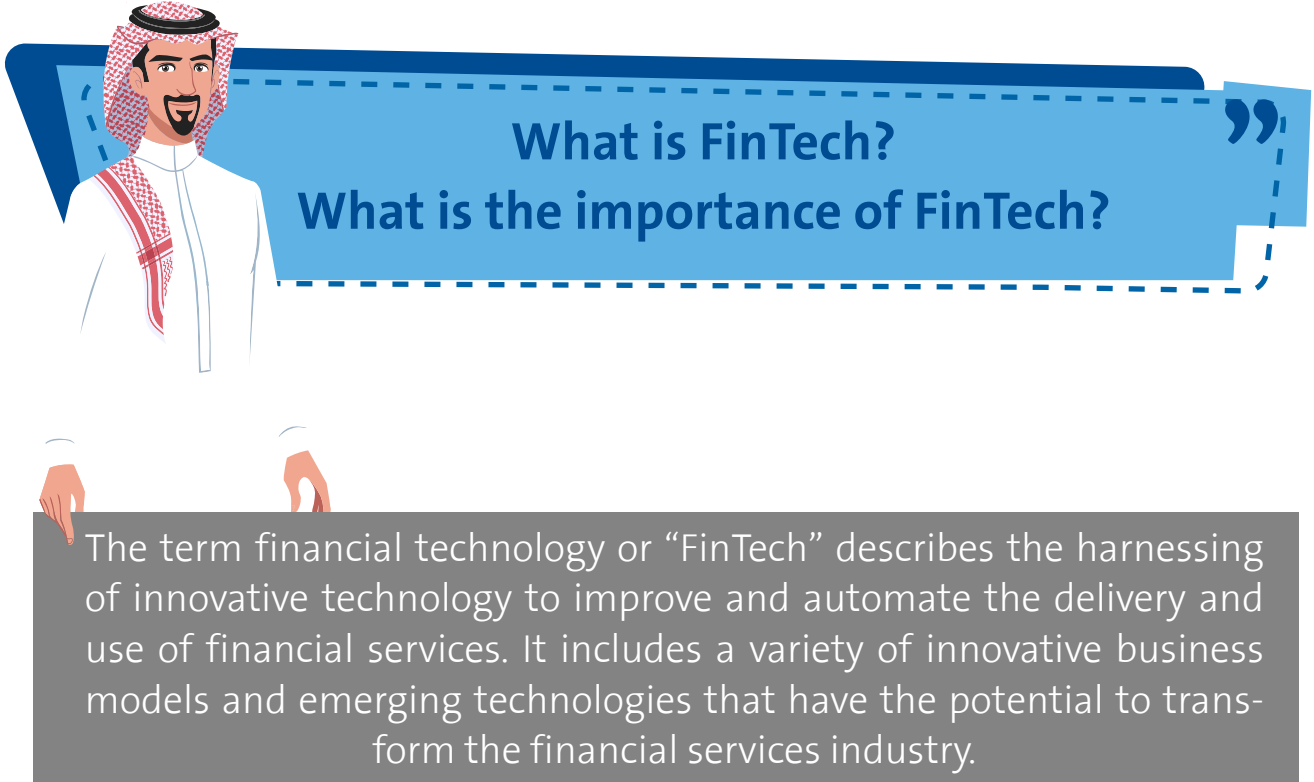 What is FinTech?
What is the importance of FinTech?
”
The term financial technology or “FinTech” describes the harnessing
of innovative technology to improve and automate the delivery and
use of financial services. It includes a variety of innovative business
models and emerging technologies that have the potential to trans-
form the financial services industry.